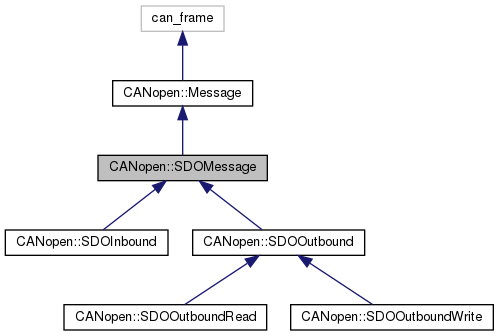 can_frame
CANopen::Message
CANopen::SDOMessage
CANopen::SDOInbound
CANopen::SDOOutbound
CANopen::SDOOutboundRead
CANopen::SDOOutboundWrite